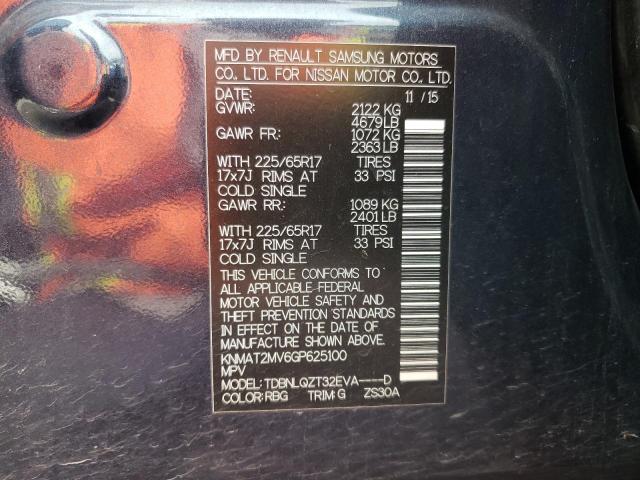 MFD BY RENAULT SAMSUNG MOTORS
CO., LTD. FOR NISSAN MOTOR CO., LTD.
DATE: 11 / 15
GVWR: 2122 KG
4679 LB
GAWR FR: 1072 KG
2363 LB
WITH 225/65R17 TIRES
17x7J RIMS AT 33 PSI
COLD SINGLE
GAWR RR: 1089 KG
2401 LB
WITH 225/65R17 TIRES
17x7J RIMS AT 33 PSI
COLD SINGLE
THIS VEHICLE CONFORMS TO
ALL APPLICABLE FEDERAL
MOTOR VEHICLE SAFETY AND
THEFT PREVENTION STANDARDS
IN EFFECT ON THE DATE OF
MANUFACTURE SHOWN ABOVE.
KNMAT2MV6GP625100
MPV
MODEL: TDBNLQZT32EVA----D
COLOR: RBG TRIM: G ZS30A